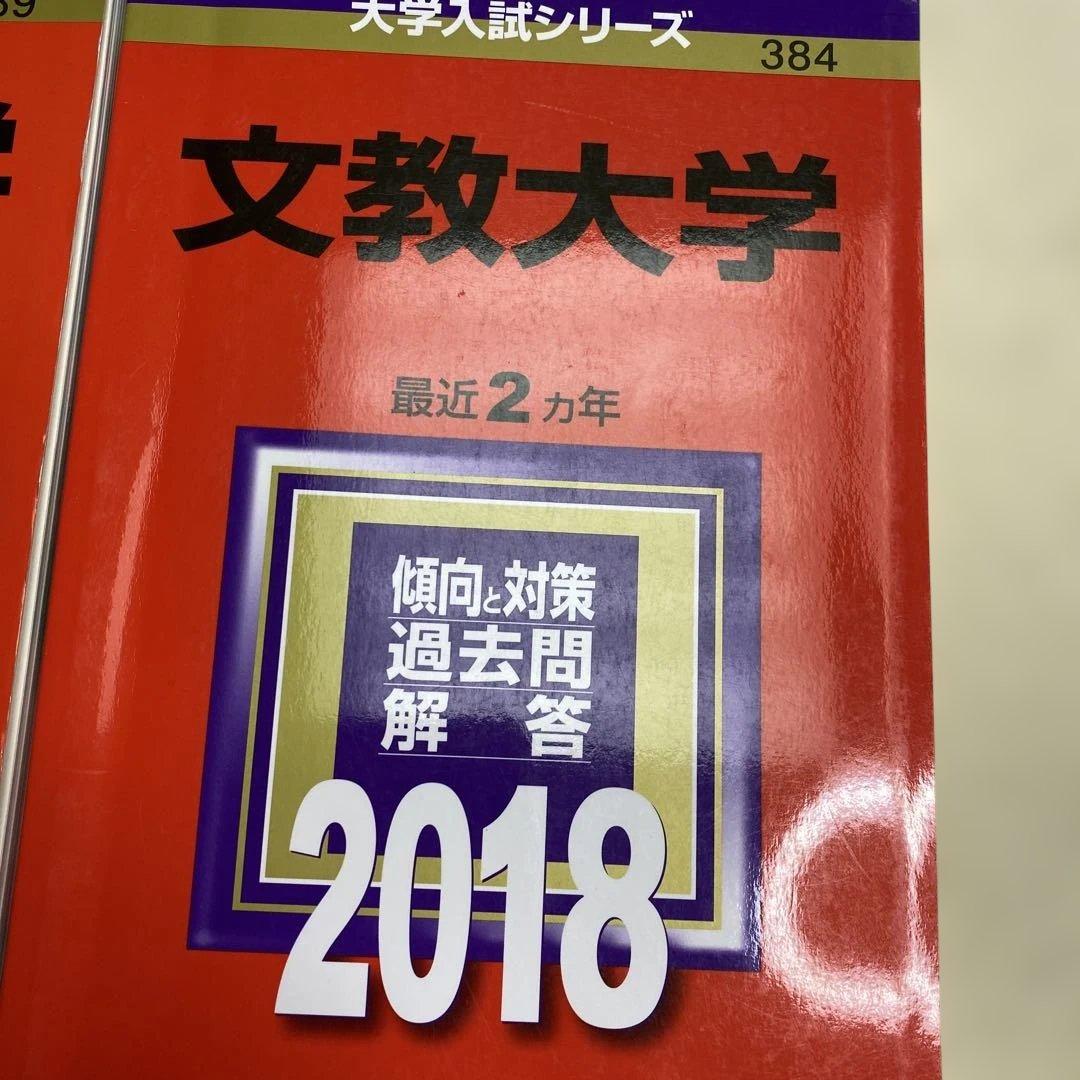 大学入試シリーズ
384
文教大学
最近2カ年
傾向と対策
過去問
解答
2018